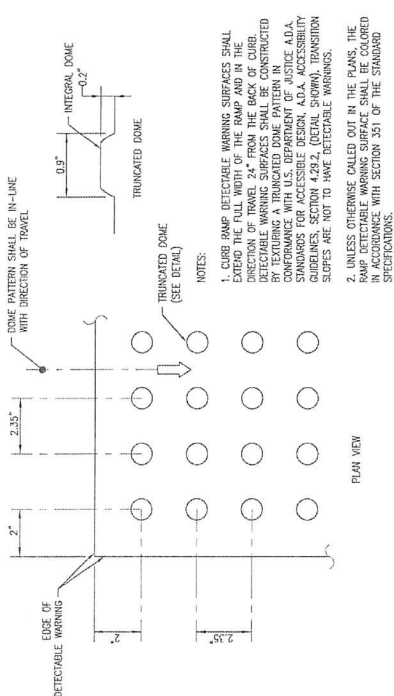 DOME PATTERN SHALL BE IN-LINE
WITH DIRECTION OF TRAVEL
2"
2.35"
EDGE OF
DETECTABLE WARNING
2"
2.35"
TRUNCATED DOME
(SEE DETAIL)
PLAN VIEW
0.9"
INTEGRAL DOME
0.2"
TRUNCATED DOME
NOTES:
1. CURB RAMP DETECTABLE WARNING SURFACES SHALL
EXTEND THE FULL WIDTH OF THE RAMP AND IN THE
DIRECTION OF TRAVEL 24" FROM THE BACK OF CURB.
DETECTABLE WARNING SURFACES SHALL BE CONSTRUCTED
BY TEXTURING A TRUNCATED DOME PATTERN IN
CONFORMANCE WITH U.S. DEPARTMENT OF JUSTICE A.D.A.
STANDARDS FOR ACCESSIBLE DESIGN, A.D.A. ACCESSIBILITY
GUIDELINES, SECTION 4.29.2, (DETAIL SHOWN). TRANSITION
SLOPES ARE NOT TO HAVE DETECTABLE WARNINGS.
2. UNLESS OTHERWISE CALLED OUT IN THE PLANS, THE
RAMP DETECTABLE WARNING SURFACE SHALL BE COLORED
IN ACCORDANCE WITH SECTION 351 OF THE STANDARD
SPECIFICATIONS.